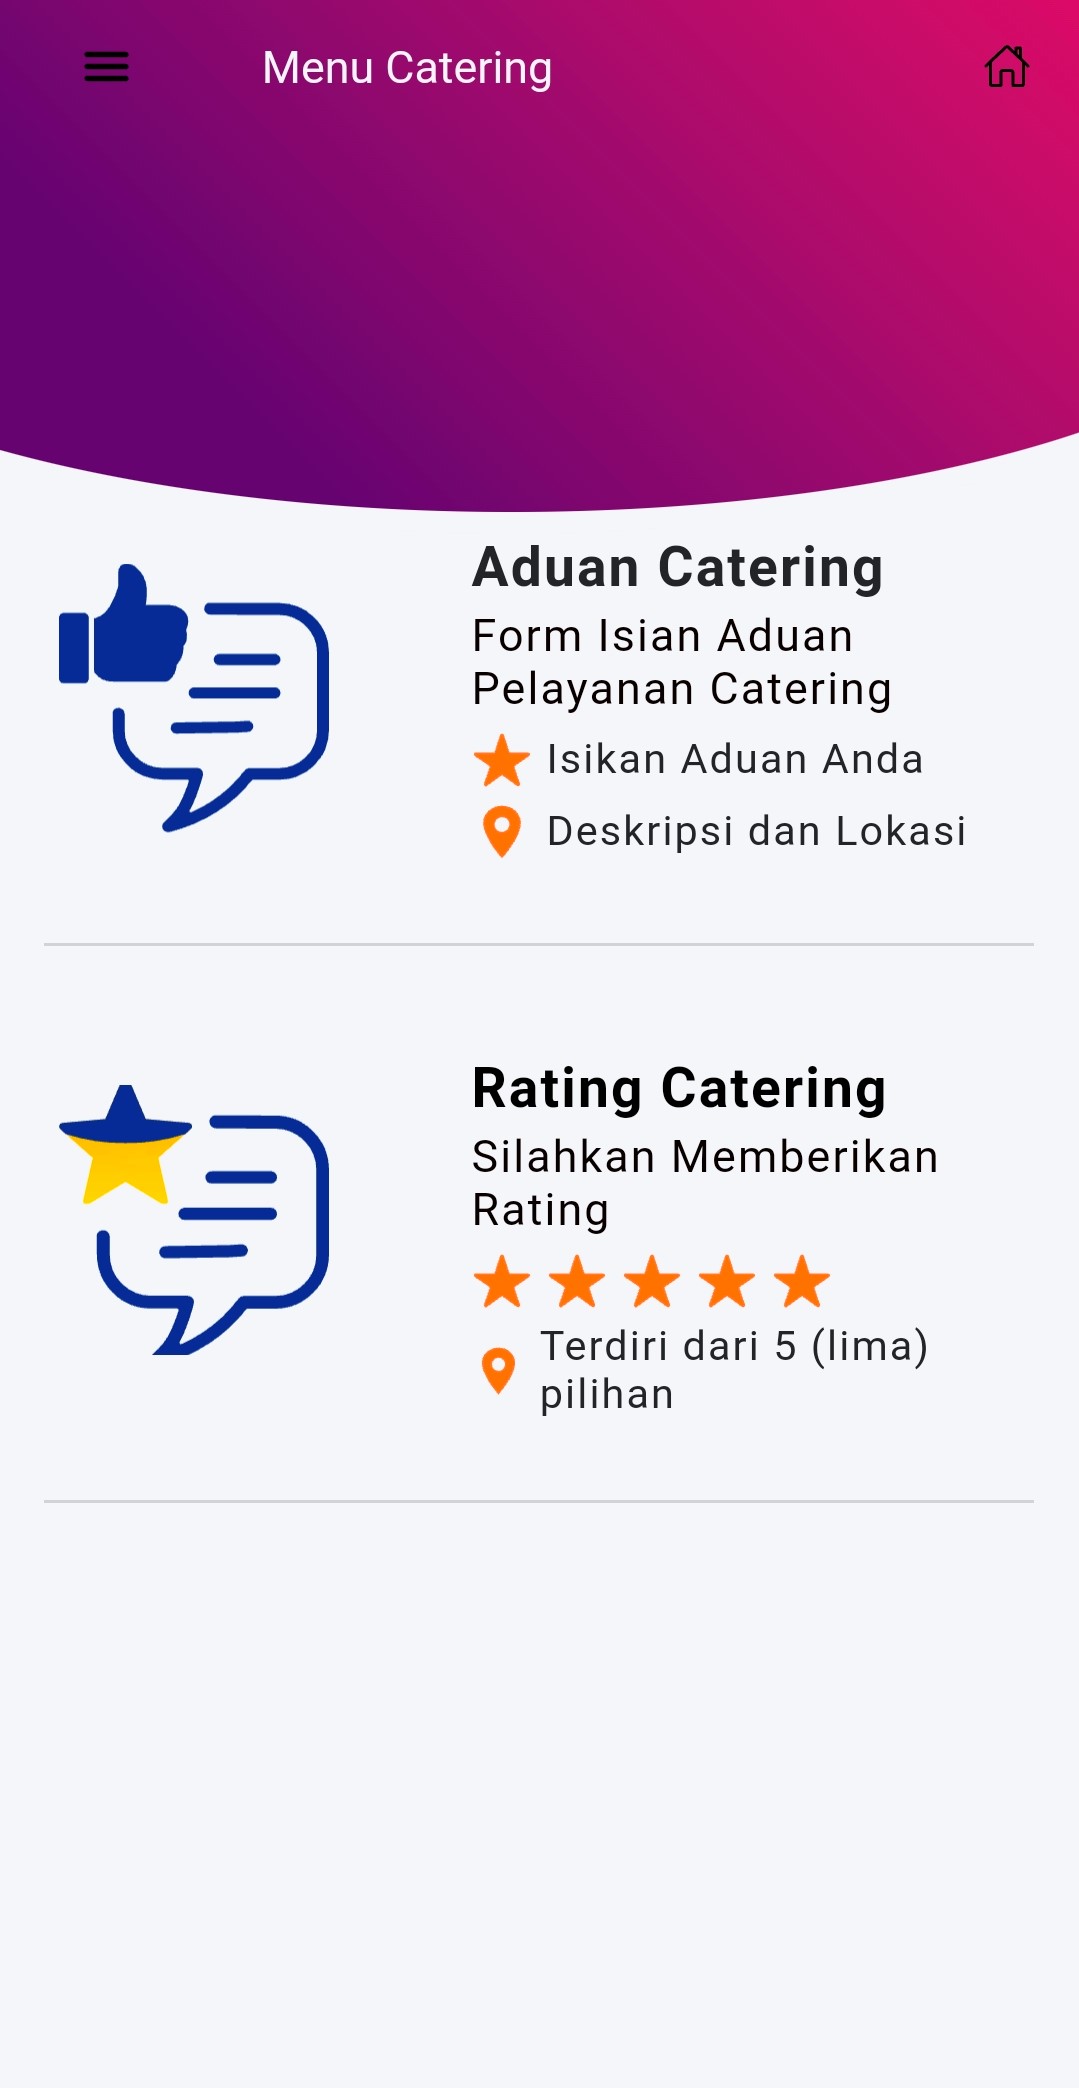 Menu Catering
Aduan Catering
Form Isian Aduan
Pelayanan Catering
Isikan Aduan Anda
Deskripsi dan Lokasi
Rating Catering
Silahkan Memberikan
Rating
Terdiri dari 5 (lima)
pilihan